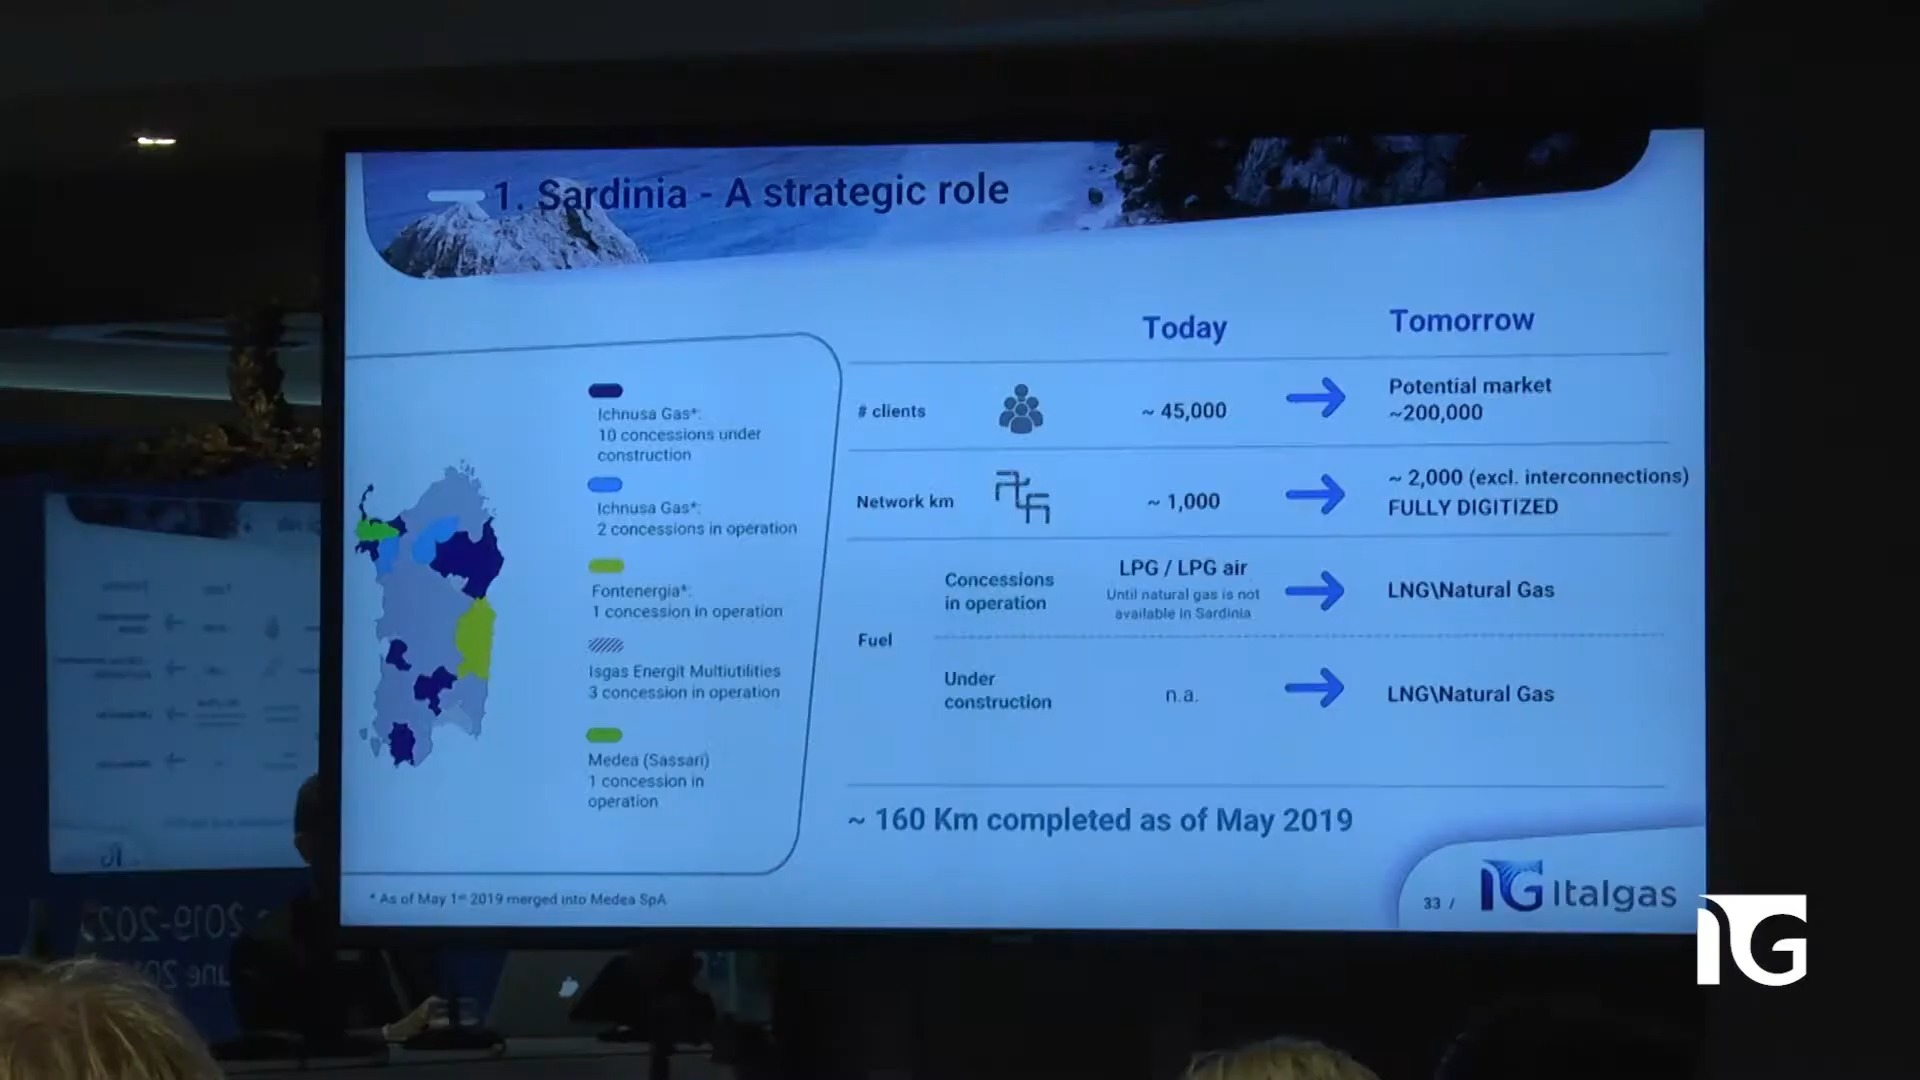 1. Sardinia - A strategic role
Today
Tomorrow
# clients
~ 45,000
Potential market
~200,000
Network km
~ 1,000
~ 2,000 (excl. interconnections)
FULLY DIGITIZED
Fuel
Concessions
in operation
LPG / LPG air
Until natural gas is not
available in Sardinia
LNG\Natural Gas
Under
construction
n.a.
LNG\Natural Gas
~ 160 Km completed as of May 2019
Ichnusa Gas*:
10 concessions under
construction
Ichnusa Gas*:
2 concessions in operation
Fontenergia*:
1 concession in operation
Isgas Energit Multiutilities
3 concession in operation
Medea (Sassari)
1 concession in
operation
* As of May 1st 2019 merged into Medea SpA
33 /
IG Italgas
IG